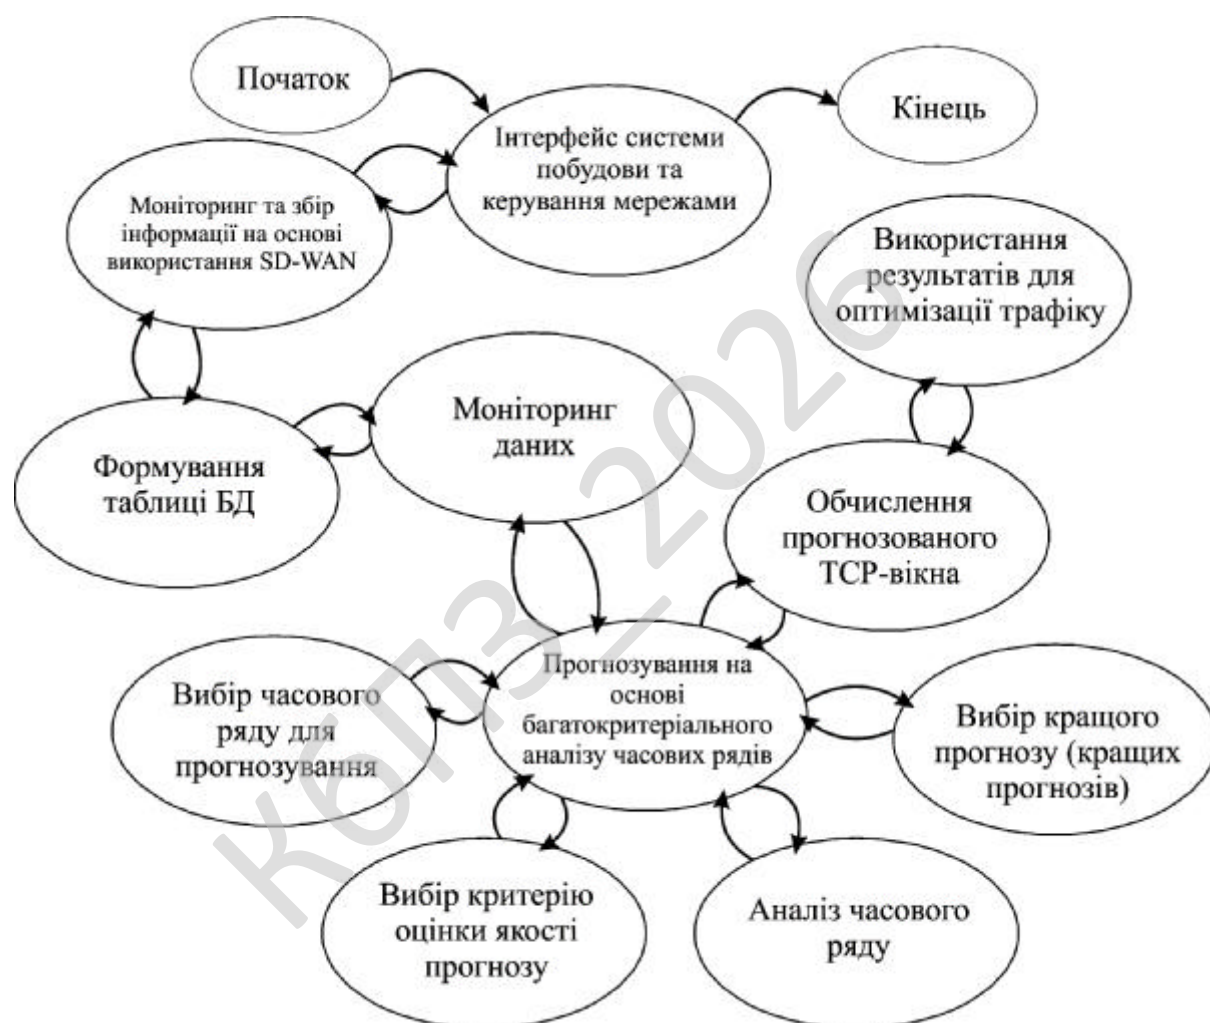 Початок
Кінець
Інтерфейс системи
побудови та
керування мережами
Моніторинг та збір
інформації на основі
використання SD-WAN
Використання
результатів для
оптимізації трафіку
Моніторинг
даних
Формування
таблиці БД
Обчислення
прогнозованого
TCP-вікна
Прогнозування на
основі
багатокритеріального
аналізу часових рядів
Вибір часового
ряду для
прогнозування
Вибір кращого
прогнозу (кращих
прогнозів)
Вибір критерію
оцінки якості
прогнозу
Аналіз часового
ряду
КБПЗ_2026